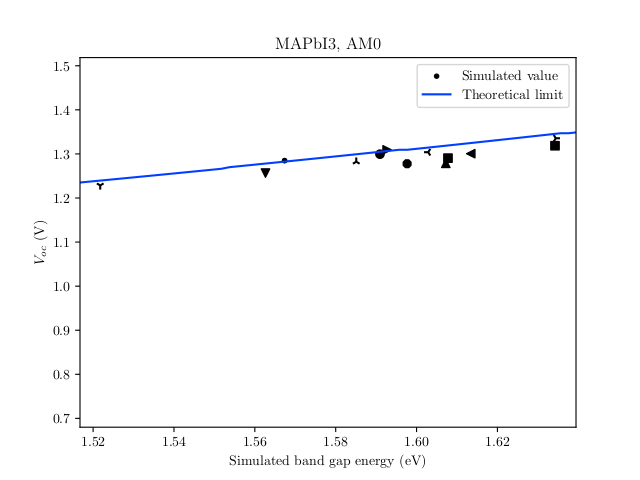 MAPbI3, AM0
Simulated value
Theoretical limit
1.5
1.4
1.3
1.2
1.1
1.0
0.9
0.8
0.7
V_{oc} (V)
1.52 1.54 1.56 1.58 1.60 1.62
Simulated band gap energy (eV)